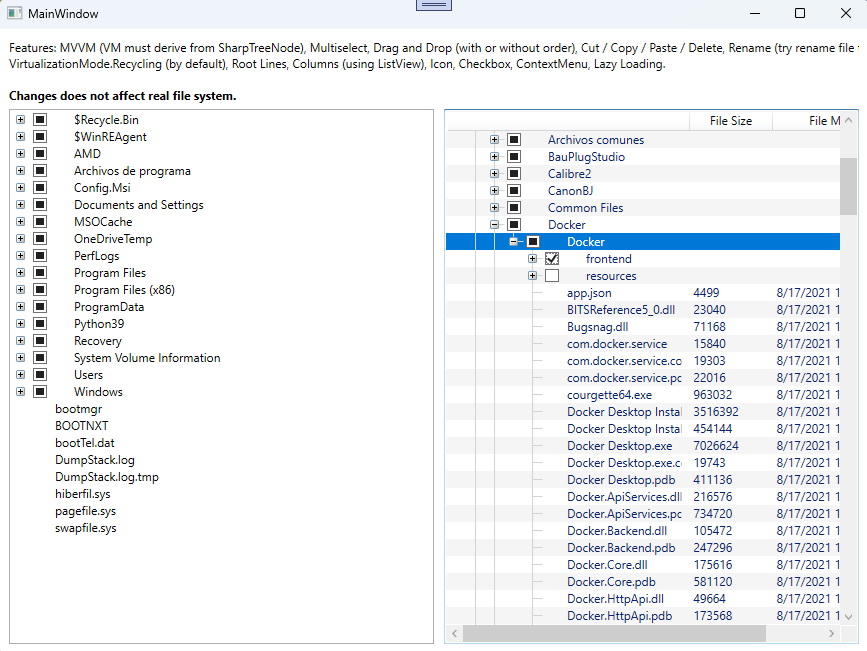 MainWindow
Features: MVVM (VM must derive from SharpTreeNode), Multiselect, Drag and Drop (with or without order), Cut / Copy / Paste / Delete, Rename (try rename file
VirtualizationMode.Recycling (by default), Root Lines, Columns (using ListView), Icon, Checkbox, ContextMenu, Lazy Loading.
Changes does not affect real file system.
$Recycle.Bin
$WinREAgent
AMD
Archivos de programa
Config.Msi
Documents and Settings
MSOCache
OneDriveTemp
PerfLogs
Program Files
Program Files (x86)
ProgramData
Python39
Recovery
System Volume Information
Users
Windows
bootmgr
BOOTNXT
bootTel.dat
DumpStack.log
DumpStack.log.tmp
hiberfil.sys
pagefile.sys
swapfile.sys
File Size File M
Archivos comunes
BauPlugStudio
Calibre2
CanonBJ
Common Files
Docker
Docker
frontend
resources
app.json 4499 8/17/2021 1
BITSReference5_0.dll 23040 8/17/2021 1
Bugsnag.dll 71168 8/17/2021 1
com.docker.service 15840 8/17/2021 1
com.docker.service.co 19303 8/17/2021 1
com.docker.service.pc 22016 8/17/2021 1
courgette64.exe 963032 8/17/2021 1
Docker Desktop Instal 3516392 8/17/2021 1
Docker Desktop Instal 454144 8/17/2021 1
Docker Desktop.exe 7026624 8/17/2021 1
Docker Desktop.exe.c 19743 8/17/2021 1
Docker Desktop.pdb 411136 8/17/2021 1
Docker.ApiServices.dll 216576 8/17/2021 1
Docker.ApiServices.pc 734720 8/17/2021 1
Docker.Backend.dll 105472 8/17/2021 1
Docker.Backend.pdb 247296 8/17/2021 1
Docker.Core.dll 175616 8/17/2021 1
Docker.Core.pdb 581120 8/17/2021 1
Docker.HttpApi.dll 49664 8/17/2021 1
Docker.HttpApi.pdb 173568 8/17/2021 1